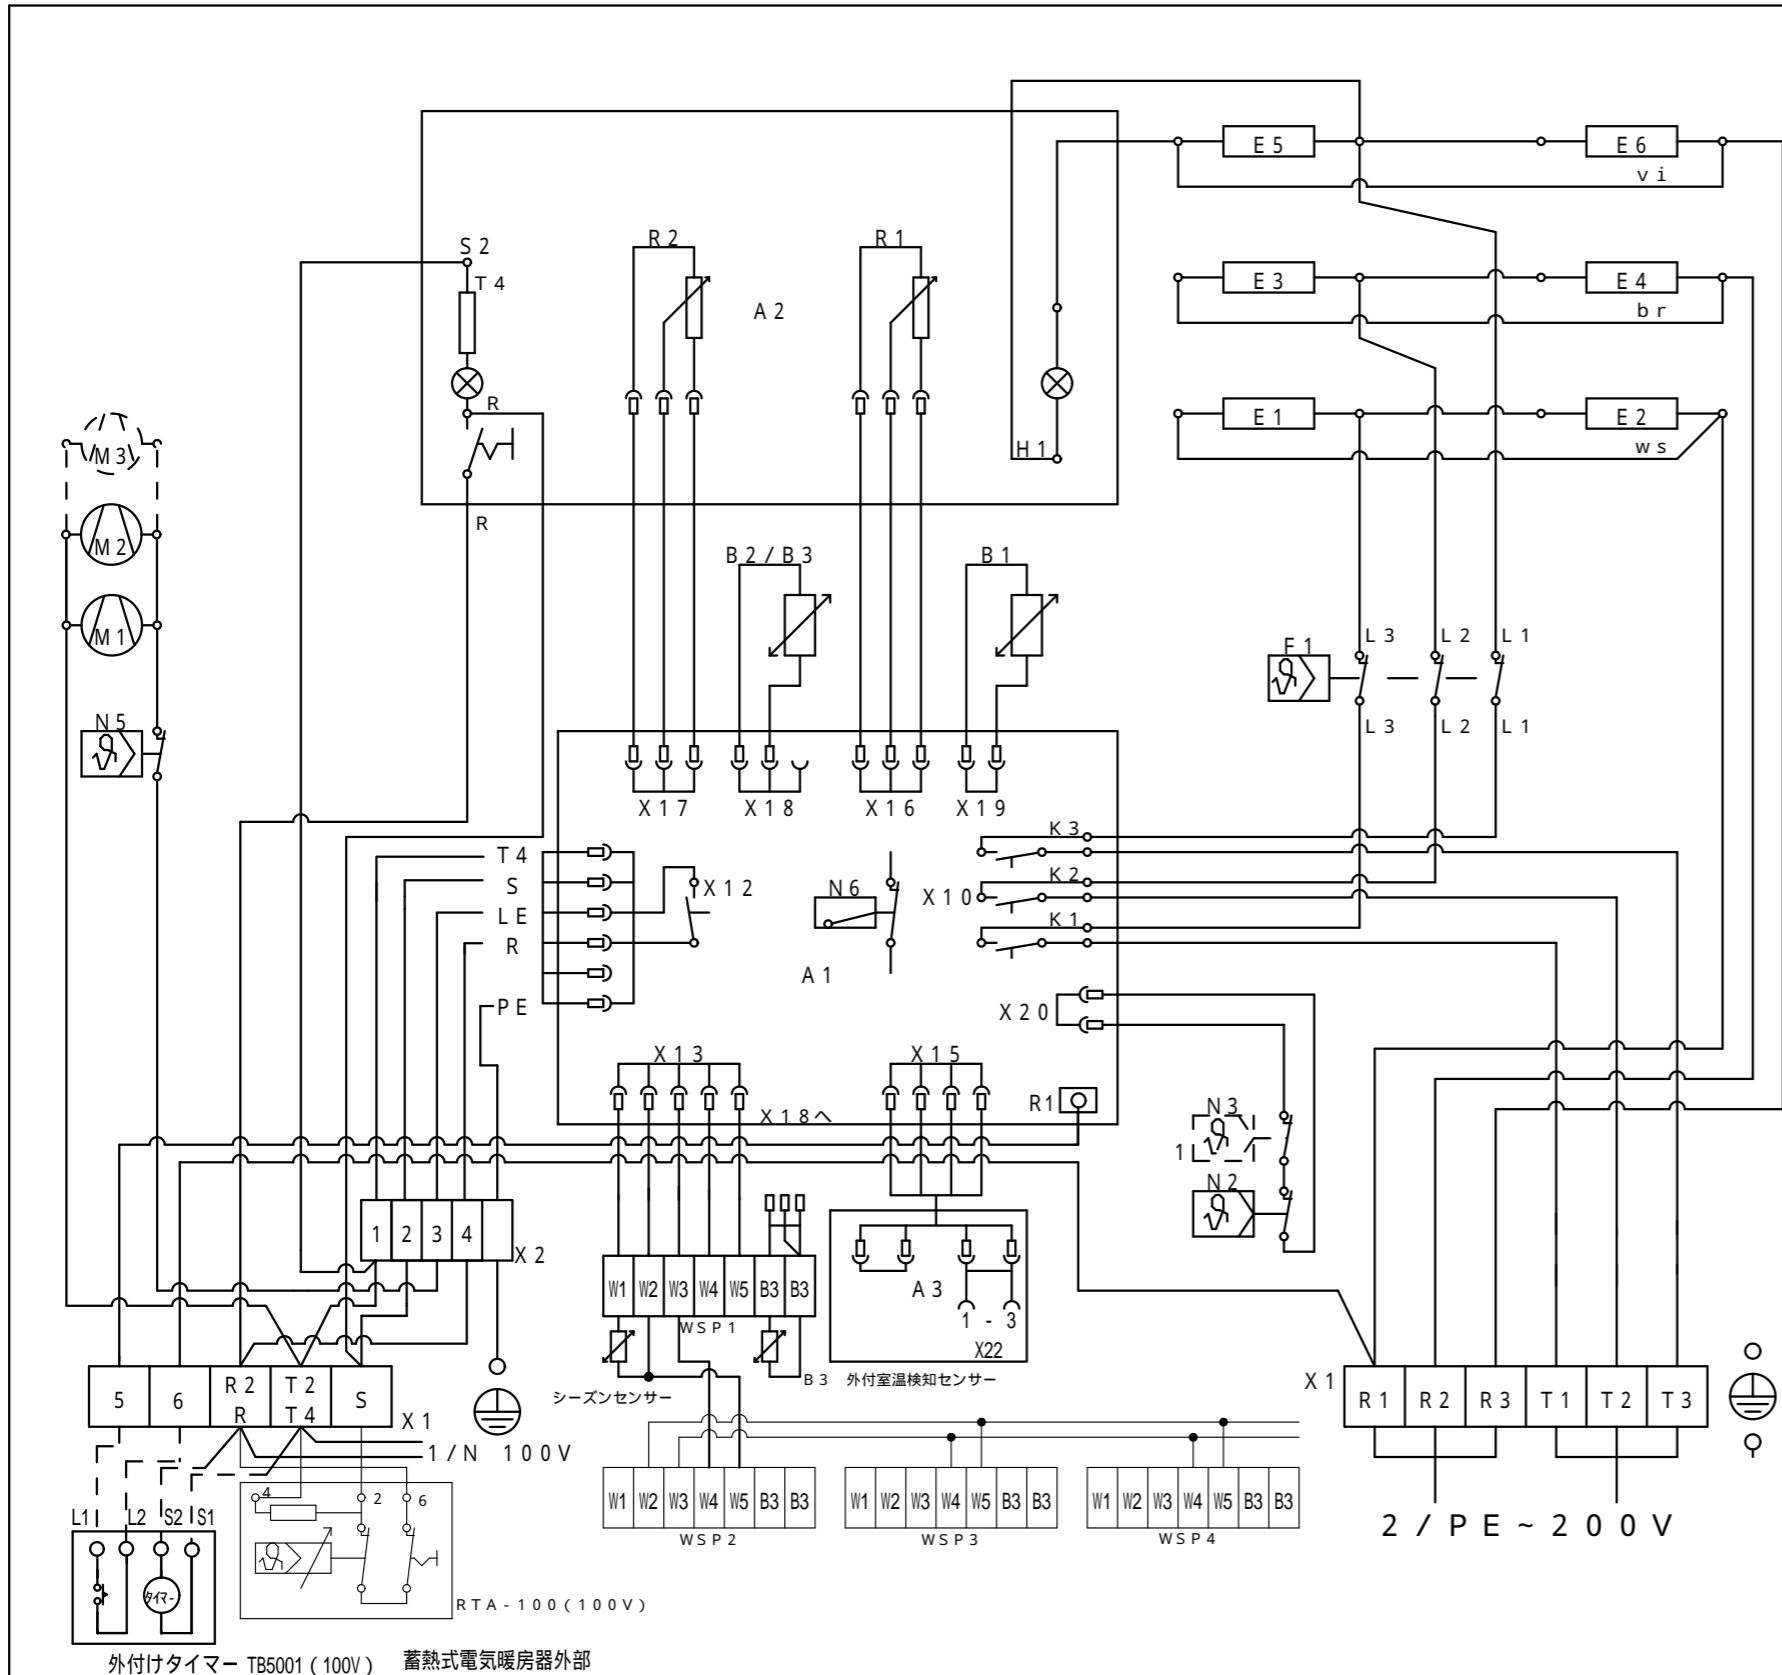 E5
E6
vi
S2
R2
R1
T4
E3
E4
A2
br
R
E1
E2
M3
H1
ws
R
M2
B2/B3
B1
M1
F1
L3
L2
L1
N5
L3
L2
L1
X17
X18
X16
X19
K3
T4
S
X12
N6
X10
K2
LE
K1
R
A1
PE
X20
X13
X15
R1
N3
X18へ
1
N2
1
2
3
4
X2
W1
W2
W3
W4
W5
B3
B3
A3
WSP1
1-3
X22
5
6
R2
R
T2
T4
S
X1
シーズンセンサー
B3 外付室温検知センサー
X1
R1
R2
R3
T1
T2
T3
1/N 100V
4
2
6
L1
L2
S2
S1
W1
W2
W3
W4
W5
B3
B3
W1
W2
W3
W4
W5
B3
B3
W1
W2
W3
W4
W5
B3
B3
WSP2
WSP3
WSP4
2/PE~200V
タイマー
RTA-100(100V)
外付けタイマー TB5001(100V)
蓄熱式電気暖房器外部